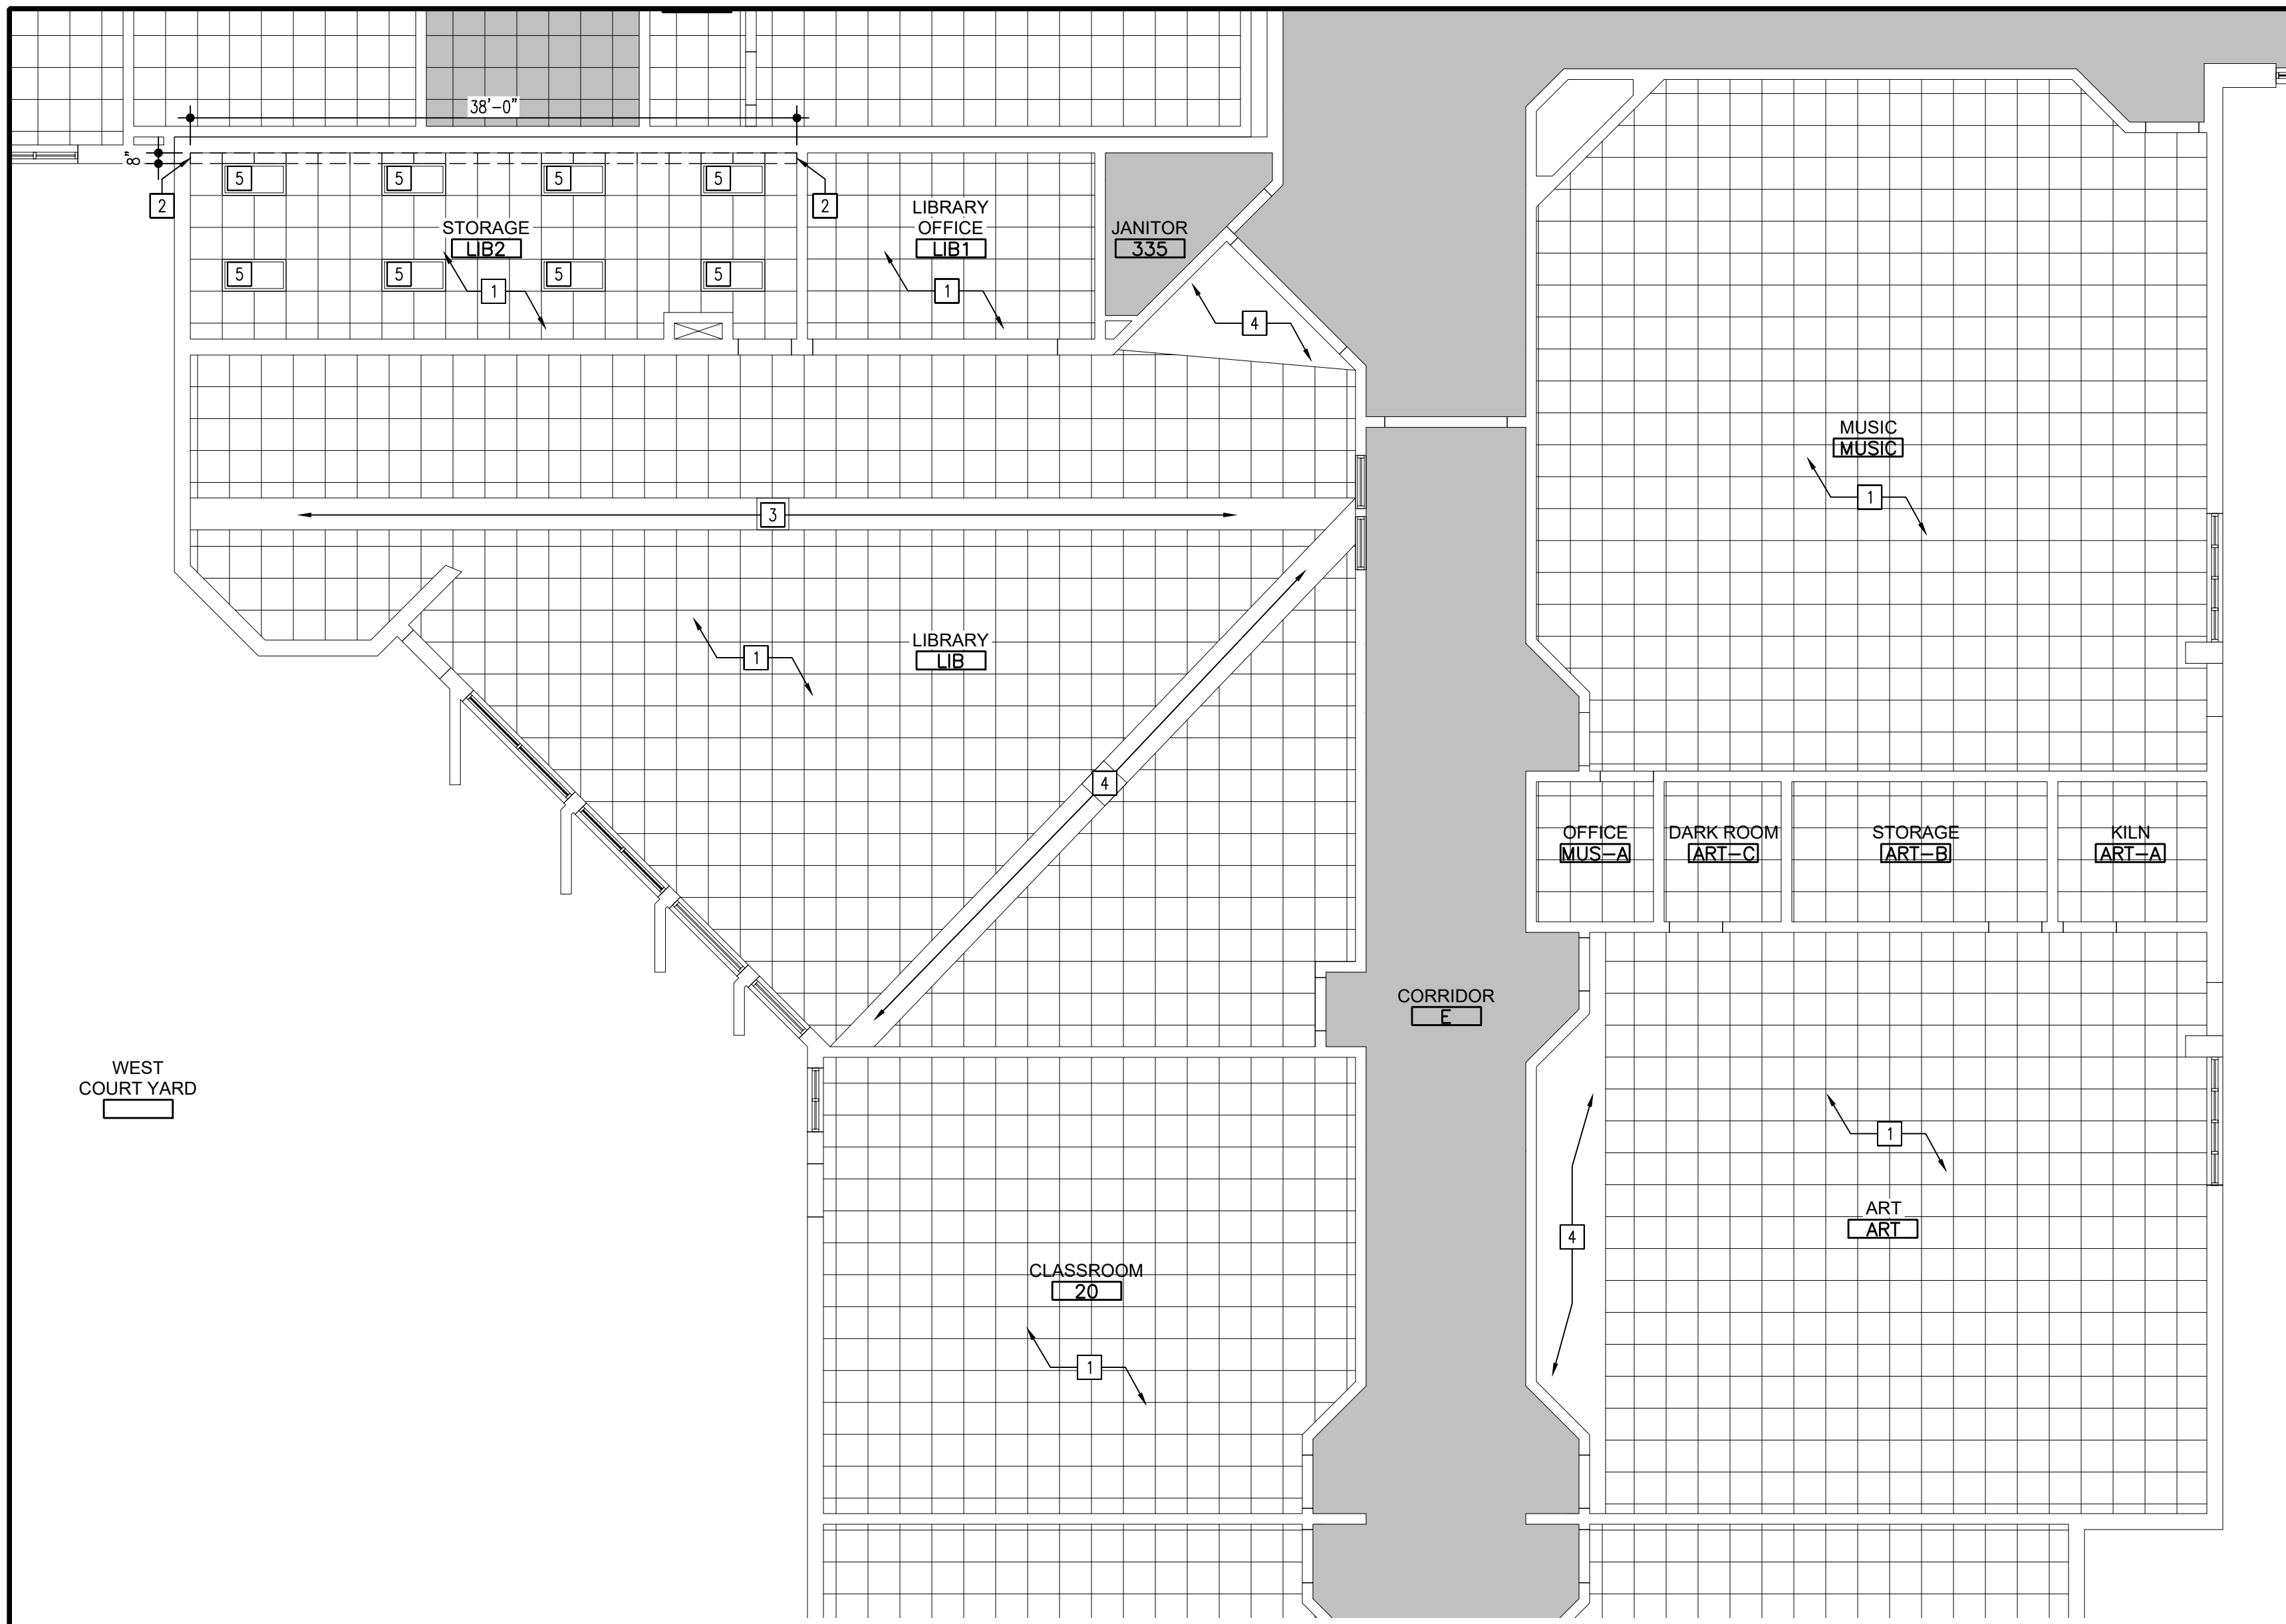 38'-0"
8"
5
5
5
5
2
2
STORAGE
LIB2
LIBRARY
OFFICE
LIB1
JANITOR
335
5
5
5
5
1
1
4
MUSIC
MUSIC
1
3
LIBRARY
LIB
1
4
OFFICE
MUS-A
DARK ROOM
ART-C
STORAGE
ART-B
KILN
ART-A
CORRIDOR
E
WEST
COURT YARD
1
ART
ART
4
CLASSROOM
20
1